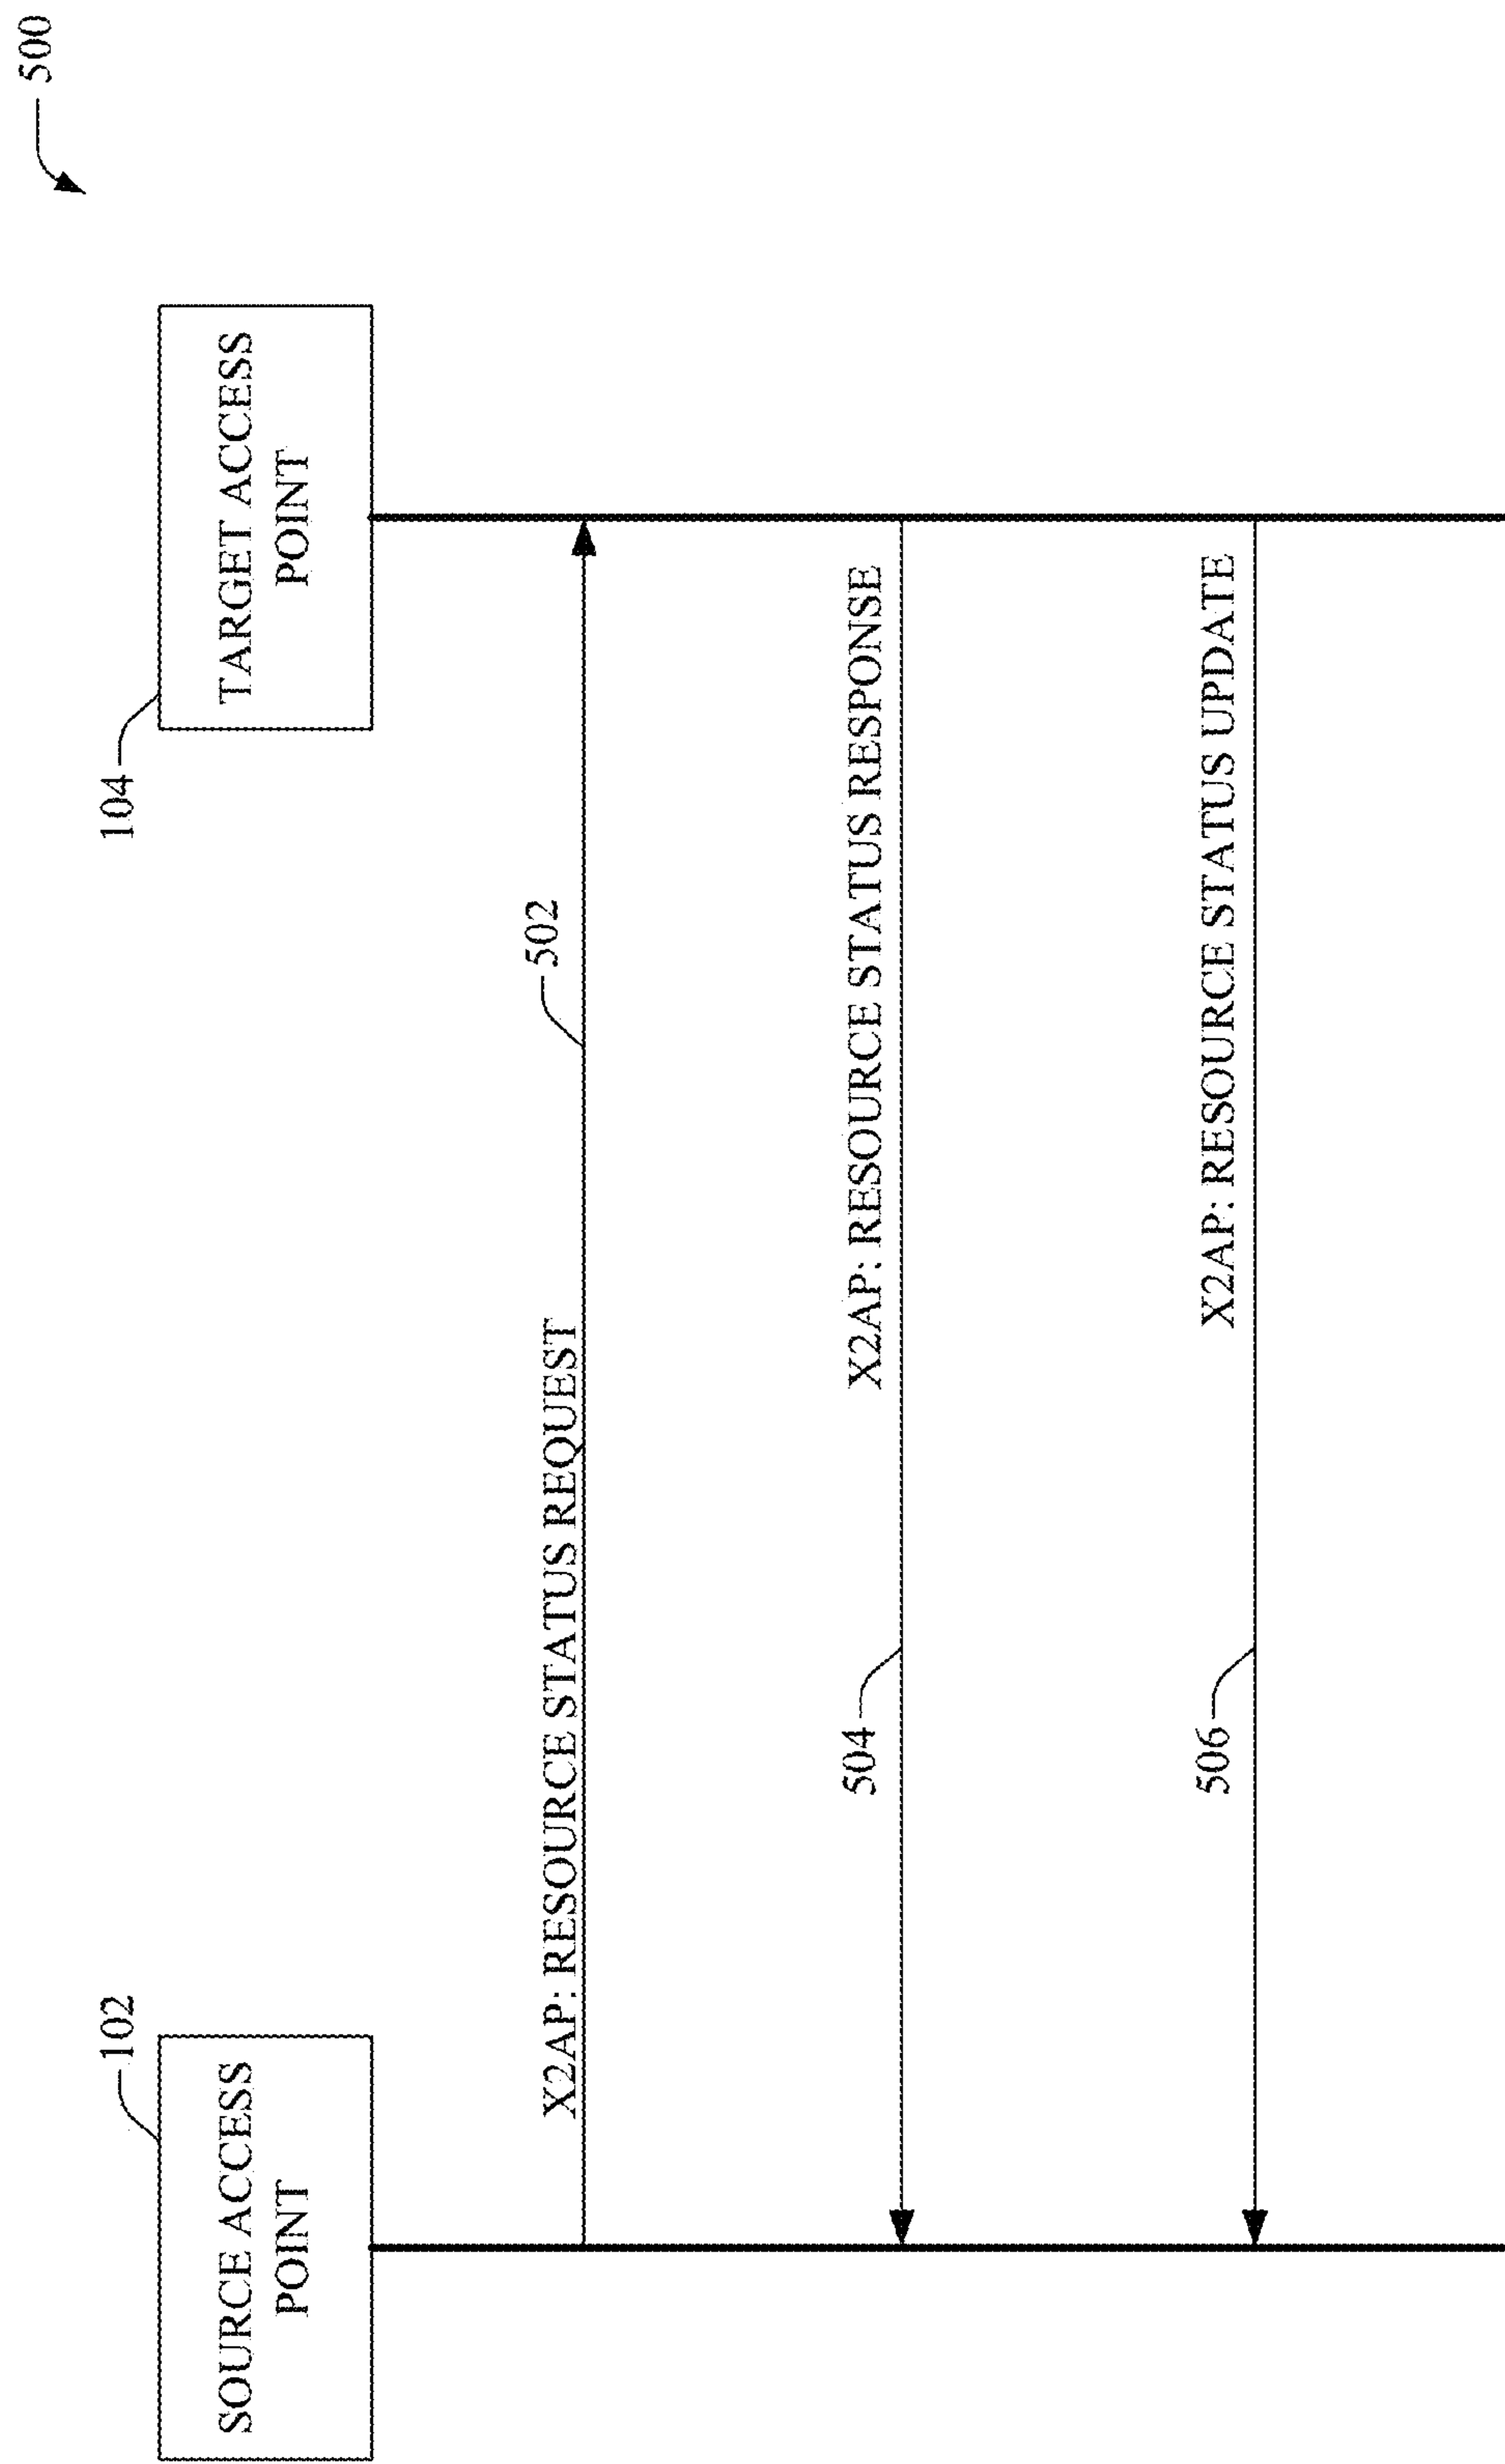 500
102
104
SOURCE ACCESS
POINT
TARGET ACCESS
POINT
X2AP: RESOURCE STATUS REQUEST
502
504
X2AP: RESOURCE STATUS RESPONSE
506
X2AP: RESOURCE STATUS UPDATE